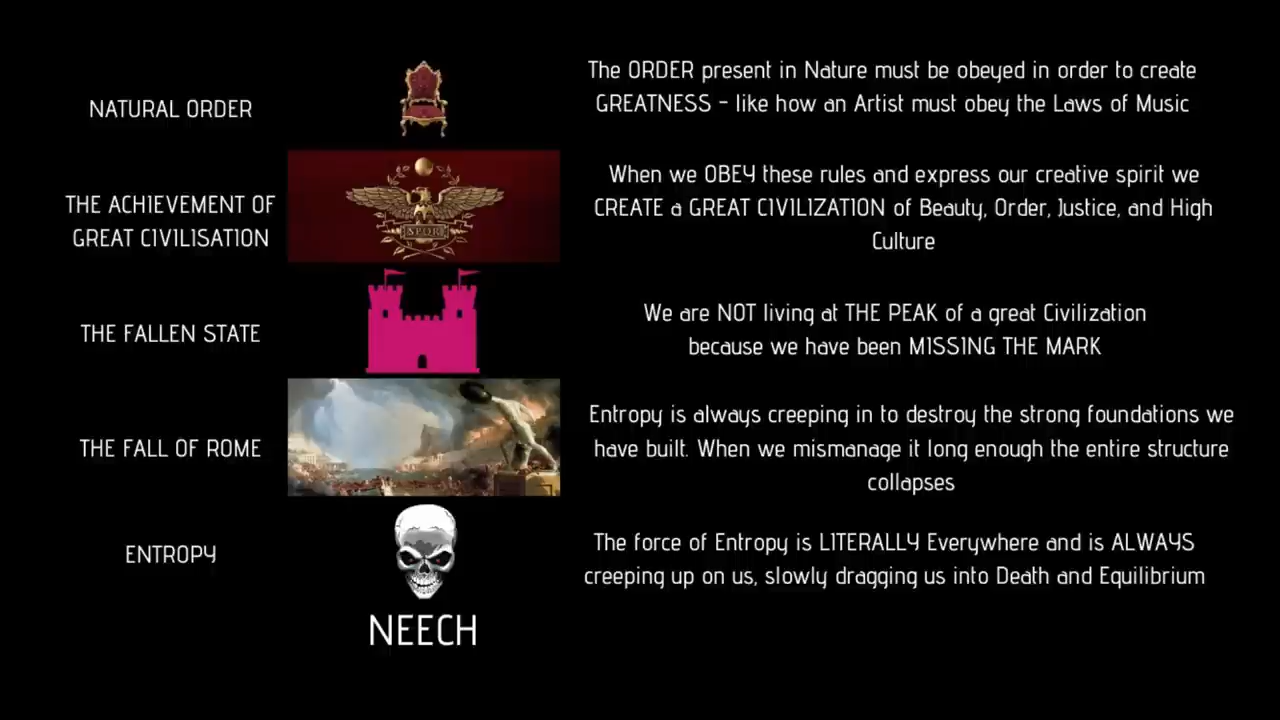 NATURAL ORDER
The ORDER present in Nature must be obeyed in order to create
GREATNESS - like how an Artist must obey the Laws of Music
THE ACHIEVEMENT OF
GREAT CIVILISATION
SPQR
When we OBEY these rules and express our creative spirit we
CREATE a GREAT CIVILIZATION of Beauty, Order, Justice, and High
Culture
THE FALLEN STATE
We are NOT living at THE PEAK of a great Civilization
because we have been MISSING THE MARK
THE FALL OF ROME
Entropy is always creeping in to destroy the strong foundations we
have built. When we mismanage it long enough the entire structure
collapses
ENTROPY
The force of Entropy is LITERALLY Everywhere and is ALWAYS
creeping up on us, slowly dragging us into Death and Equilibrium
NEECH